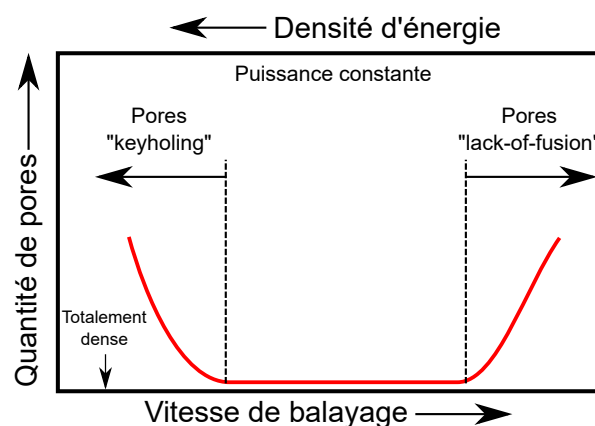 Densité d'énergie
Puissance constante
Pores
"keyholing"
Pores
"lack-of-fusion"
Quantité de pores
Totalement
dense
Vitesse de balayage